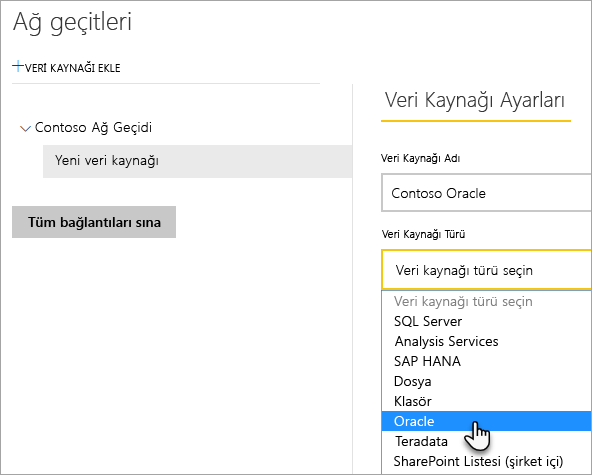 Ağ geçitleri
VERİ KAYNAĞI EKLE
Contoso Ağ Geçidi
Yeni veri kaynağı
Tüm bağlantıları sına
Veri Kaynağı Ayarları
Veri Kaynağı Adı
Contoso Oracle
Veri Kaynağı Türü
Veri kaynağı türü seçin
Veri kaynağı türü seçin
SQL Server
Analysis Services
SAP HANA
Dosya
Klasör
Oracle
Teradata
SharePoint Listesi (şirket içi)